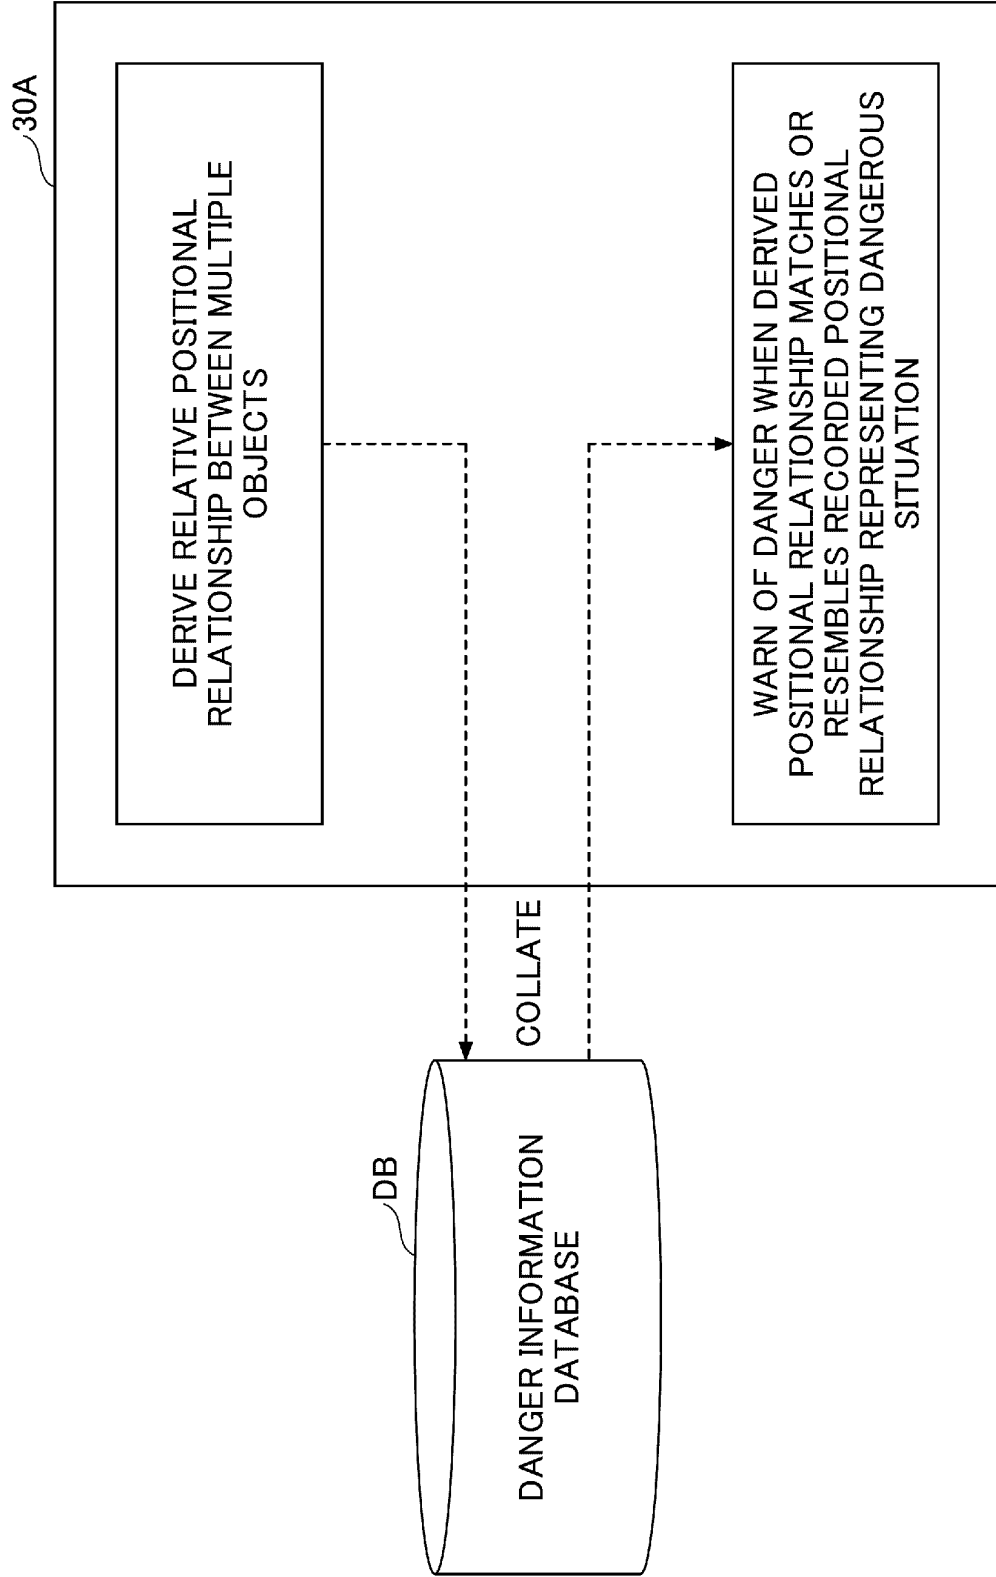 30A
DERIVE RELATIVE POSITIONAL
RELATIONSHIP BETWEEN MULTIPLE
OBJECTS
DB
DANGER INFORMATION
DATABASE
COLLATE
WARN OF DANGER WHEN DERIVED
POSITIONAL RELATIONSHIP MATCHES OR
RESEMBLES RECORDED POSITIONAL
RELATIONSHIP REPRESENTING DANGEROUS
SITUATION